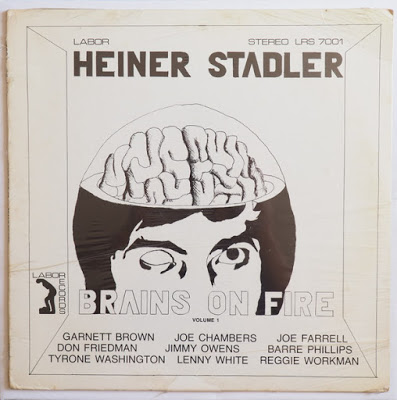 LABOR STEREO LRS 7001
HEINER STADLER
LABOR
RECORDS
BRAINS ON FIRE
VOLUME 1
GARNETT BROWN JOE CHAMBERS JOE FARRELL
DON FRIEDMAN JIMMY OWENS BARRE PHILLIPS
TYRONE WASHINGTON LENNY WHITE REGGIE WORKMAN